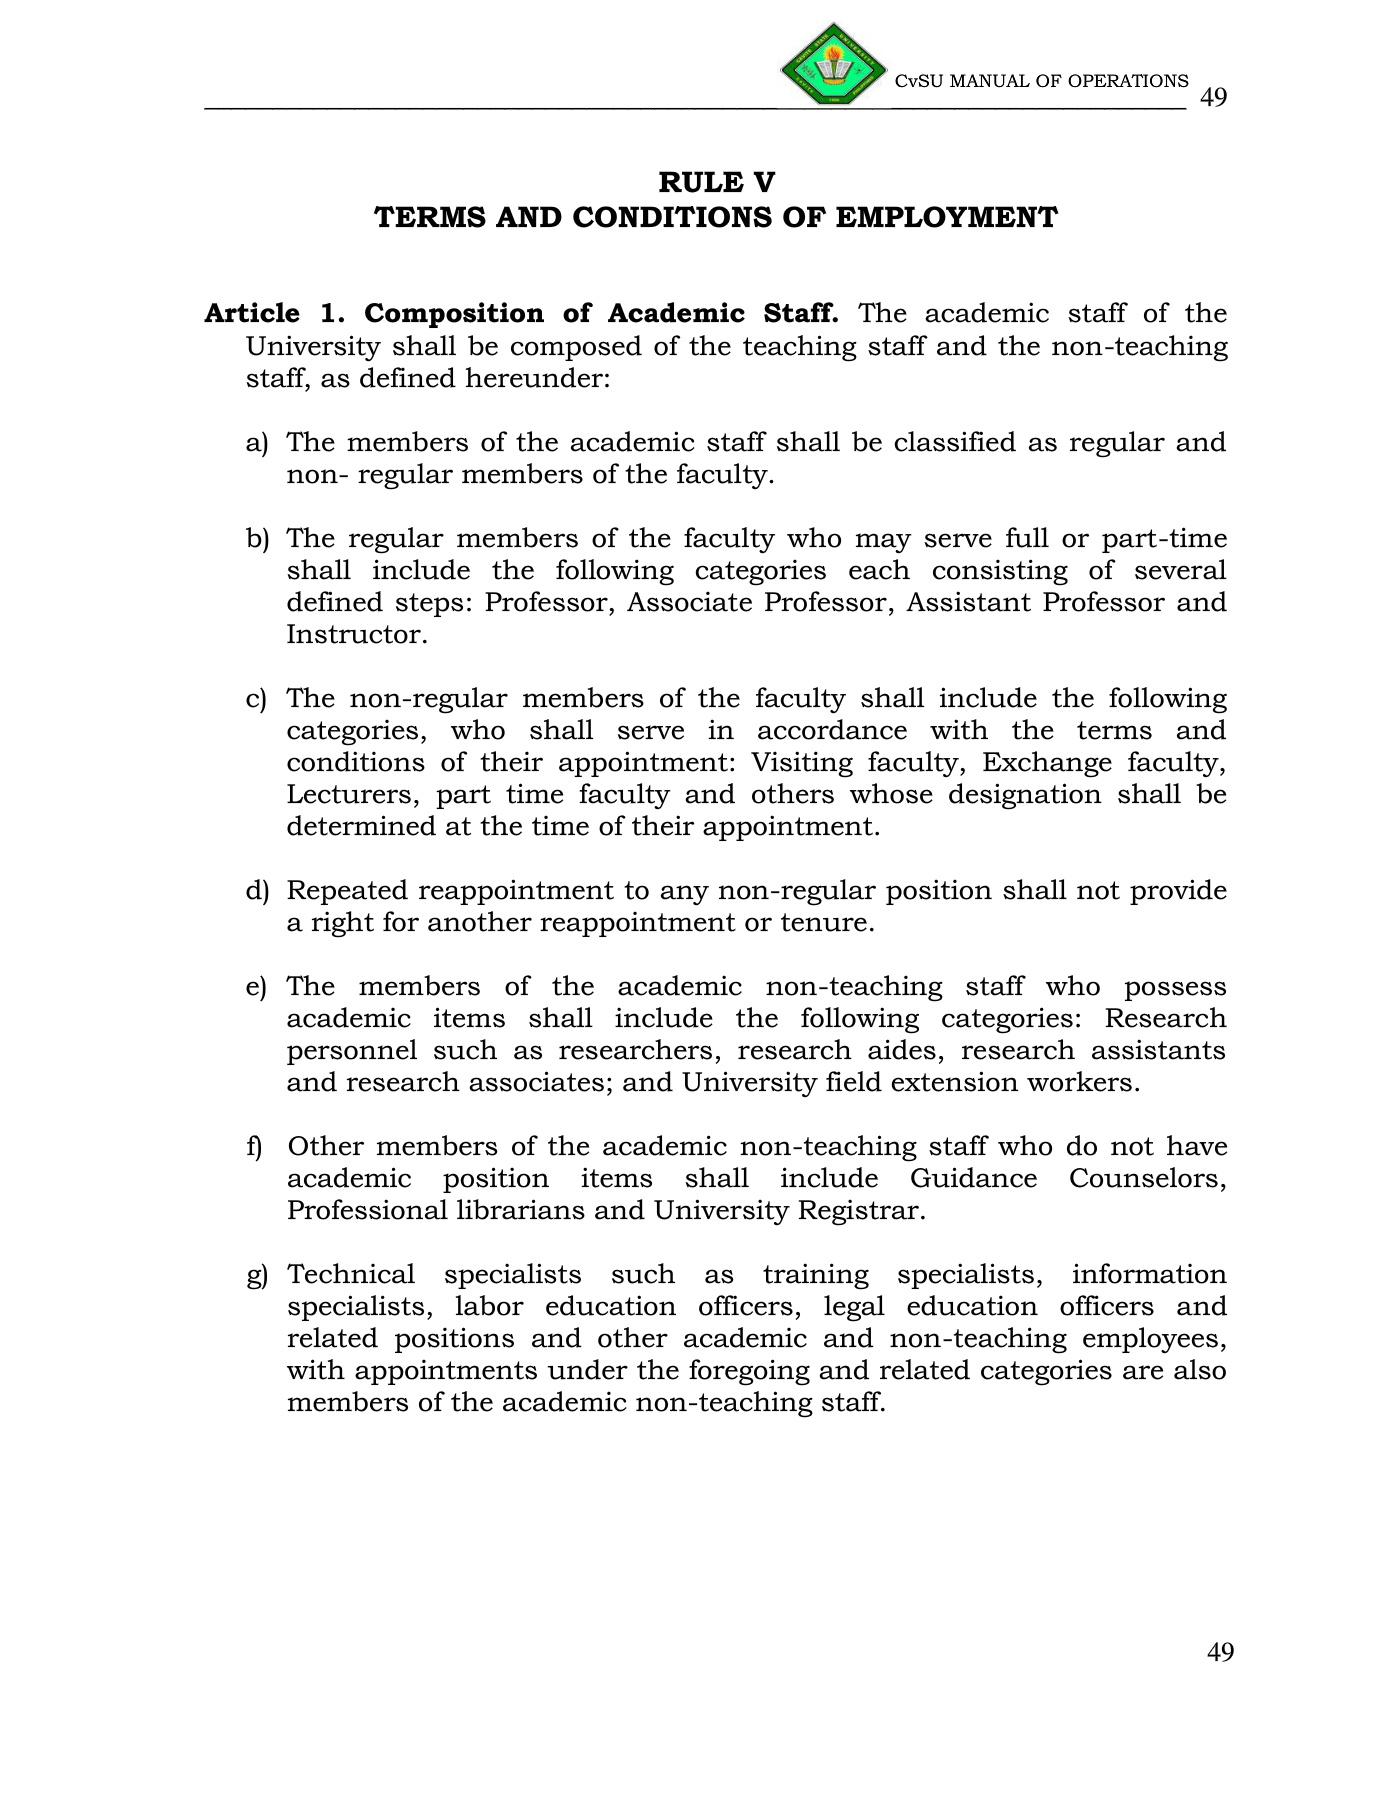 CvSU MANUAL OF OPERATIONS 49
RULE V
TERMS AND CONDITIONS OF EMPLOYMENT
Article 1. Composition of Academic Staff. The academic staff of the
University shall be composed of the teaching staff and the non-teaching
staff, as defined hereunder:
a) The members of the academic staff shall be classified as regular and
non- regular members of the faculty.
b) The regular members of the faculty who may serve full or part-time
shall include the following categories each consisting of several
defined steps: Professor, Associate Professor, Assistant Professor and
Instructor.
c) The non-regular members of the faculty shall include the following
categories, who shall serve in accordance with the terms and
conditions of their appointment: Visiting faculty, Exchange faculty,
Lecturers, part time faculty and others whose designation shall be
determined at the time of their appointment.
d) Repeated reappointment to any non-regular position shall not provide
a right for another reappointment or tenure.
e) The members of the academic non-teaching staff who possess
academic items shall include the following categories: Research
personnel such as researchers, research aides, research assistants
and research associates; and University field extension workers.
f) Other members of the academic non-teaching staff who do not have
academic position items shall include Guidance Counselors,
Professional librarians and University Registrar.
g) Technical specialists such as training specialists, information
specialists, labor education officers, legal education officers and
related positions and other academic and non-teaching employees,
with appointments under the foregoing and related categories are also
members of the academic non-teaching staff.
49